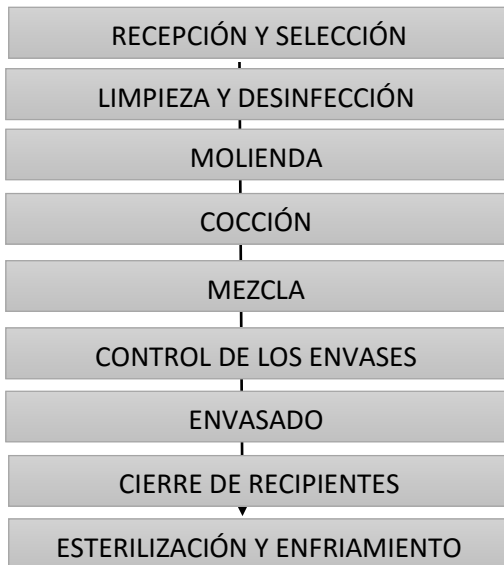 RECEPCIÓN Y SELECCIÓN
LIMPIEZA Y DESINFECCIÓN
MOLIENDA
COCCIÓN
MEZCLA
CONTROL DE LOS ENVASES
ENVASADO
CIERRE DE RECIPIENTES
ESTERILIZACIÓN Y ENFRIAMIENTO